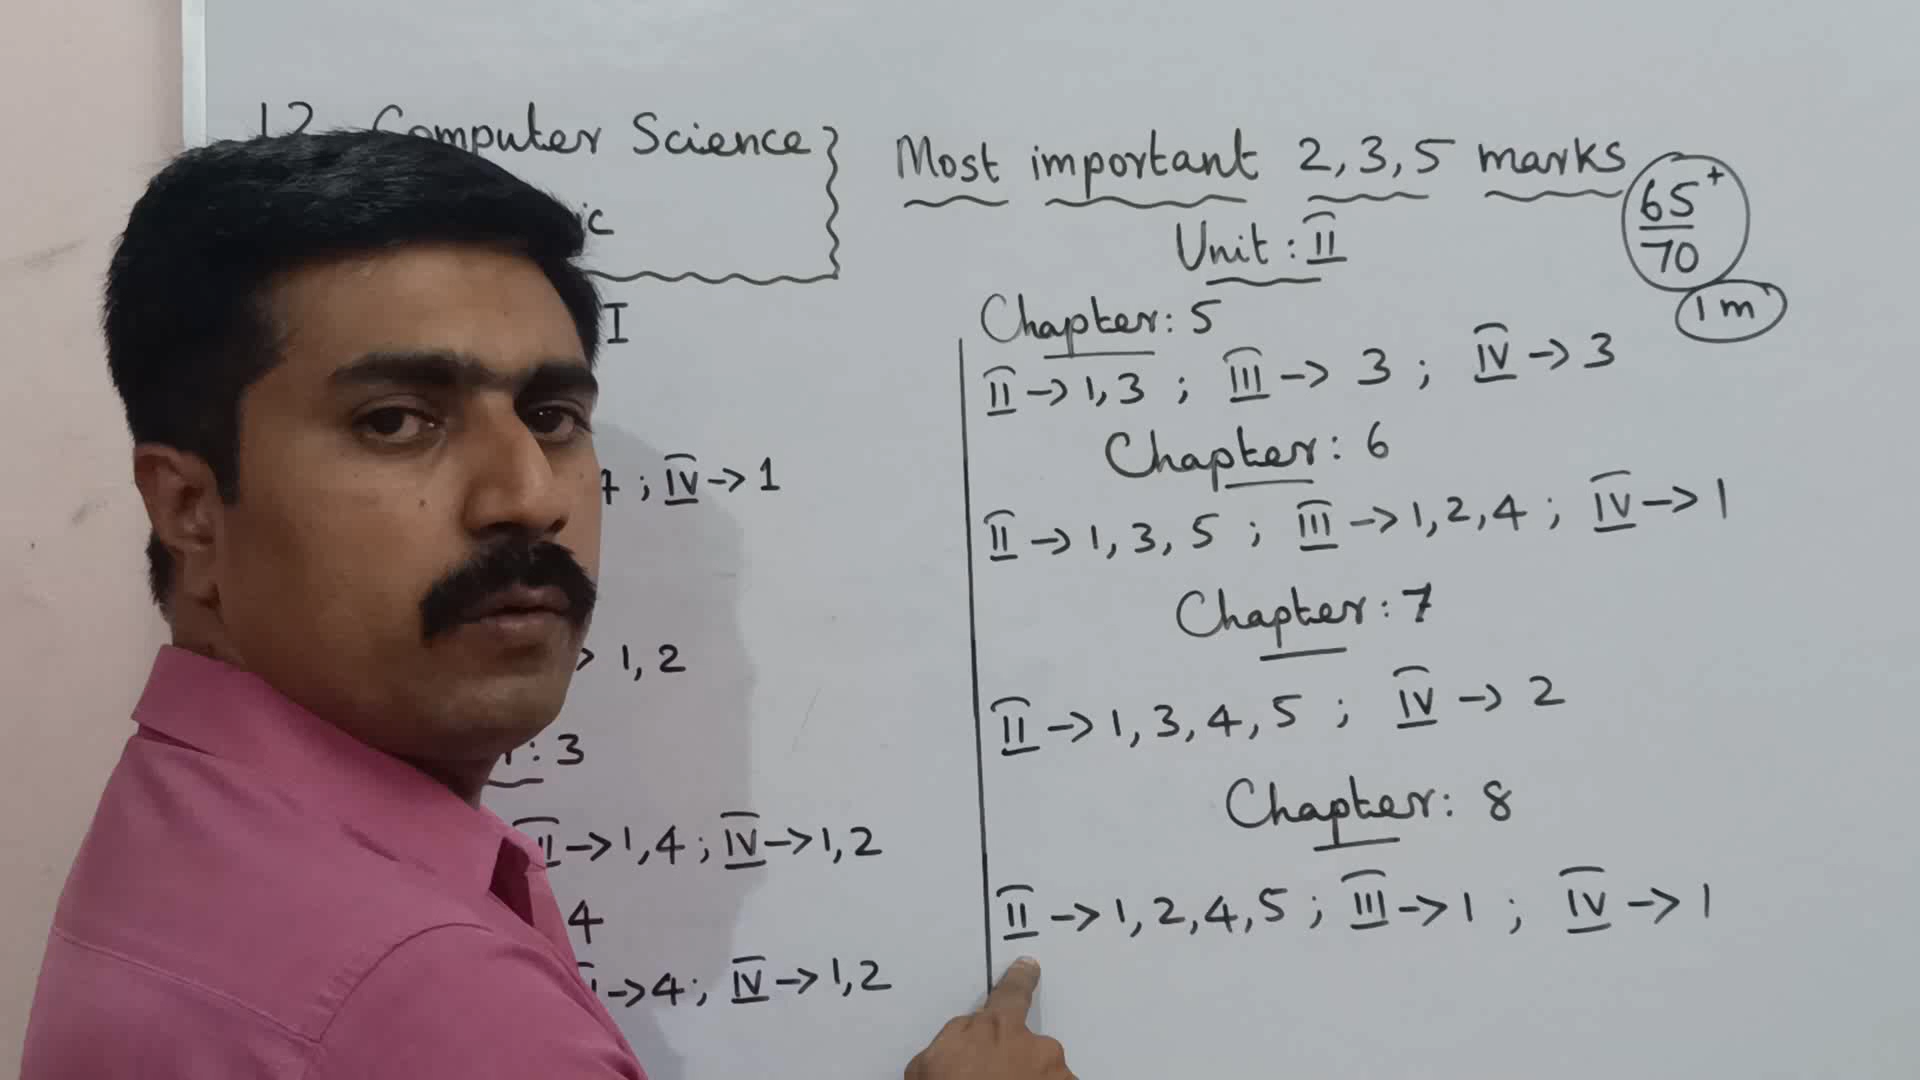 12 Computer Science
I
; IV -> 1
1, 2
: 3
-> 1, 4 ; IV -> 1, 2
4
-> 4 ; IV -> 1, 2
Most important 2, 3, 5 marks
65+
70
1 m
Unit : II
Chapter : 5
II -> 1, 3 ; III -> 3 ; IV -> 3
Chapter : 6
II -> 1, 3, 5 ; III -> 1, 2, 4 ; IV -> 1
Chapter : 7
II -> 1, 3, 4, 5 ; IV -> 2
Chapter : 8
II -> 1, 2, 4, 5 ; III -> 1 ; IV -> 1